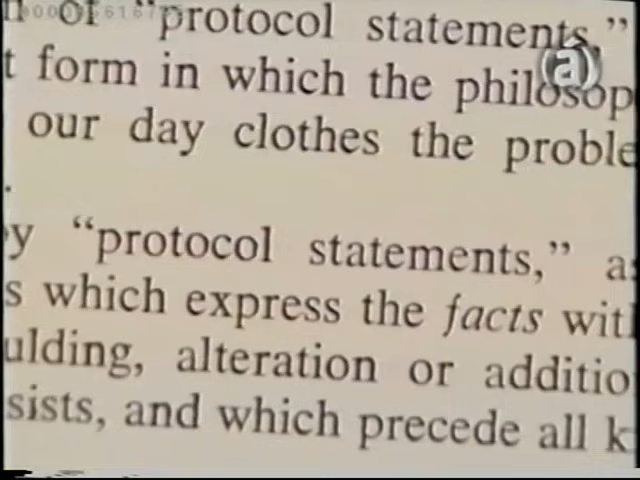 of "protocol statements,"
t form in which the philosop
our day clothes the proble
.
y "protocol statements," a
s which express the facts wit
ulding, alteration or additio
sists, and which precede all k